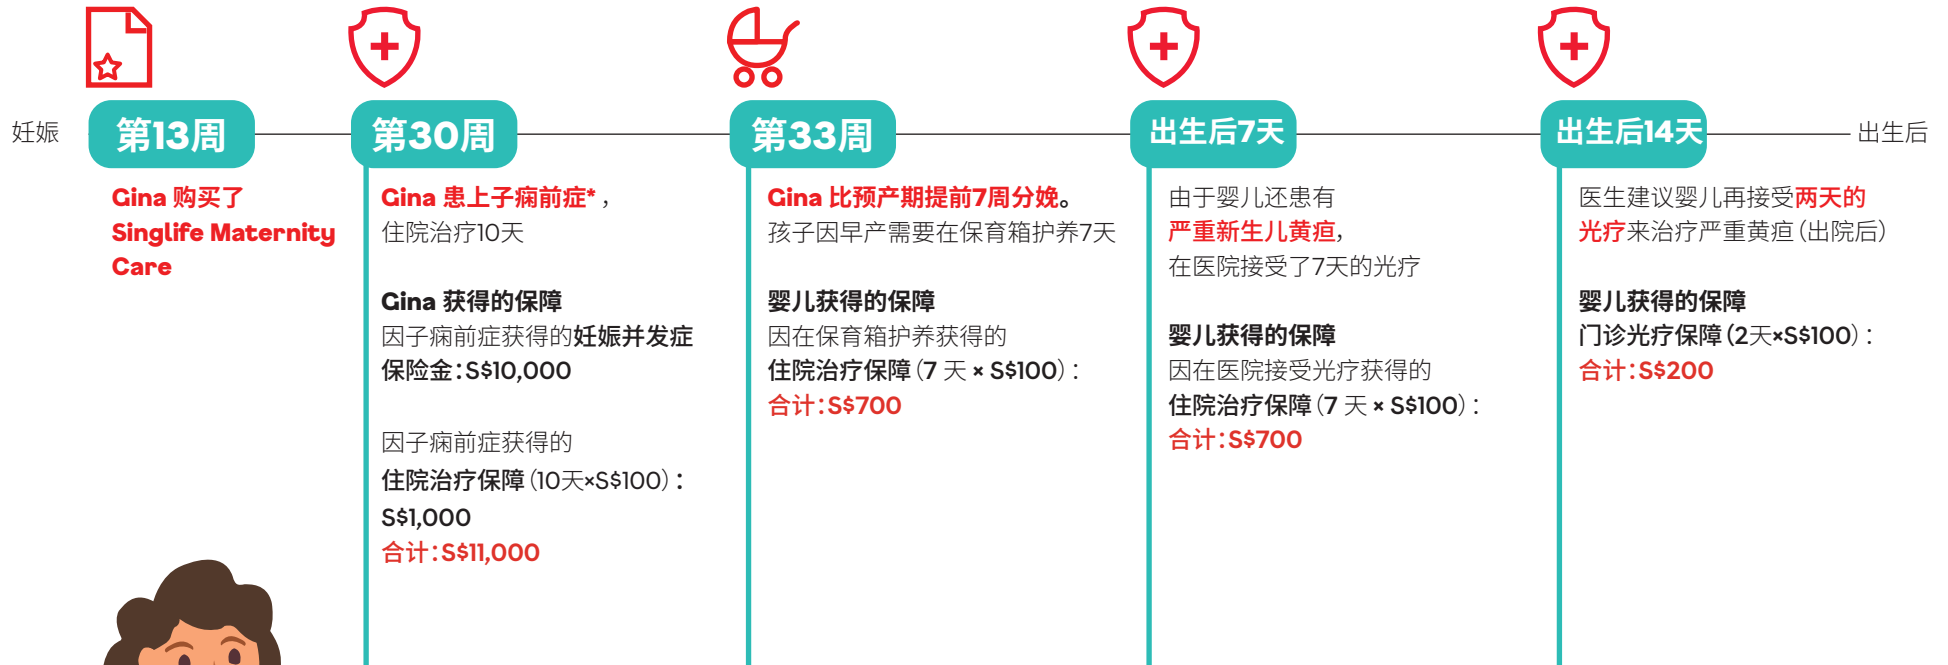 妊娠
第13周
第30周
第33周
出生后7天
出生后14天
出生后
Gina 购买了
Singlife Maternity
Care
Gina 患上子痫前症*，
住院治疗10天
Gina 获得的保障
因子痫前症获得的妊娠并发症
保险金：S$10,000
因子痫前症获得的
住院治疗保障（10天×S$100）：
S$1,000
合计：S$11,000
Gina 比预产期提前7周分娩。
孩子因早产需要在保育箱护养7天
婴儿获得的保障
因在保育箱护养获得的
住院治疗保障（7 天 × S$100）：
合计：S$700
由于婴儿还患有
严重新生儿黄疸，
在医院接受了7天的光疗
婴儿获得的保障
因在医院接受光疗获得的
住院治疗保障（7 天 × S$100）：
合计：S$700
医生建议婴儿再接受两天的
光疗来治疗严重黄疸（出院后）
婴儿获得的保障
门诊光疗保障（2天×S$100）：
合计：S$200